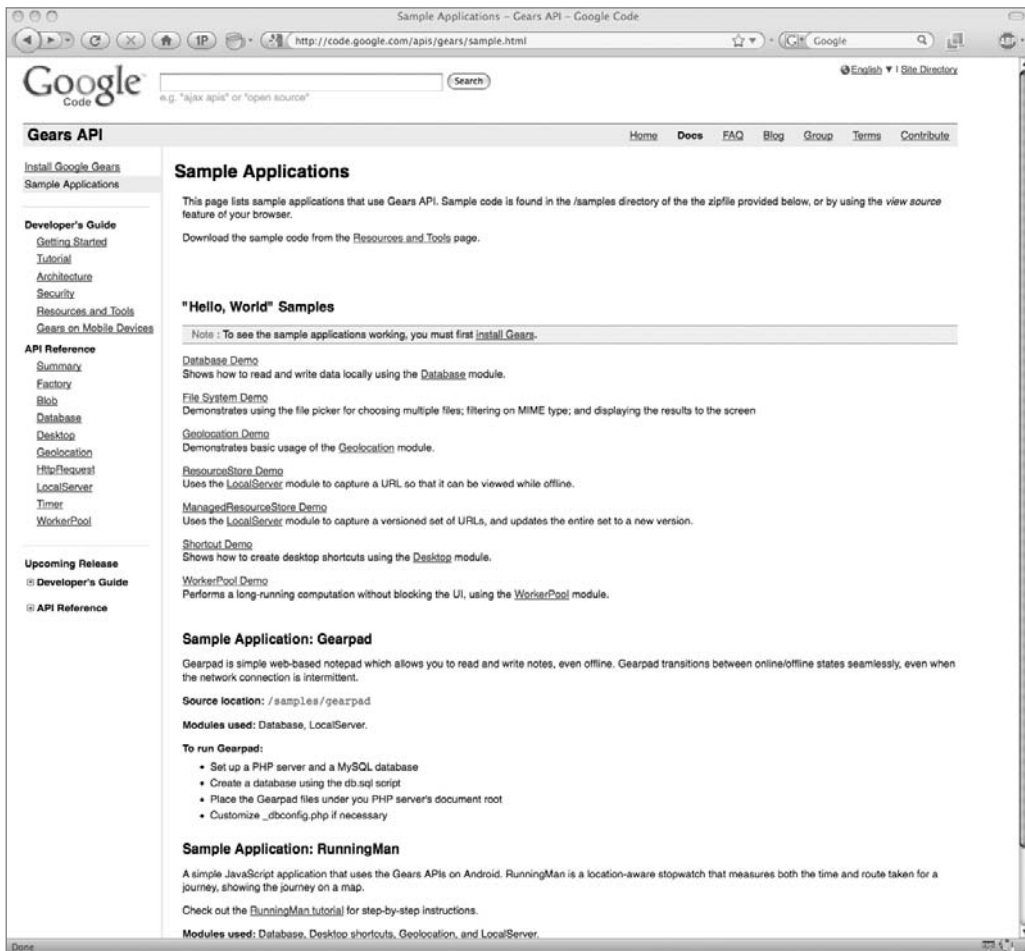 Sample Applications – Gears API – Google Code
1P
http://code.google.com/apis/gears/sample.html
Google
Google
Code
Search
English ▼ | Site Directory
e.g. "ajax apis" or "open source"
Gears API
Home Docs FAQ Blog Group Terms Contribute
Install Google Gears
Sample Applications
Developer's Guide
Getting Started
Tutorial
Architecture
Security
Resources and Tools
Gears on Mobile Devices
API Reference
Summary
Factory
Blob
Database
Desktop
Geolocation
HttpRequest
LocalServer
Timer
WorkerPool
Upcoming Release
Developer's Guide
API Reference
Sample Applications
This page lists sample applications that use Gears API. Sample code is found in the /samples directory of the the zipfile provided below, or by using the view source
feature of your browser.
Download the sample code from the Resources and Tools page.
"Hello, World" Samples
Note : To see the sample applications working, you must first install Gears.
Database Demo
Shows how to read and write data locally using the Database module.
File System Demo
Demonstrates using the file picker for choosing multiple files; filtering on MIME type; and displaying the results to the screen
Geolocation Demo
Demonstrates basic usage of the Geolocation module.
ResourceStore Demo
Uses the LocalServer module to capture a URL so that it can be viewed while offline.
ManagedResourceStore Demo
Uses the LocalServer module to capture a versioned set of URLs, and updates the entire set to a new version.
Shortcut Demo
Shows how to create desktop shortcuts using the Desktop module.
WorkerPool Demo
Performs a long-running computation without blocking the UI, using the WorkerPool module.
Sample Application: Gearpad
Gearpad is simple web-based notepad which allows you to read and write notes, even offline. Gearpad transitions between online/offline states seamlessly, even when
the network connection is intermittent.
Source location: /samples/gearpad
Modules used: Database, LocalServer.
To run Gearpad:
• Set up a PHP server and a MySQL database
• Create a database using the db.sql script
• Place the Gearpad files under you PHP server's document root
• Customize _dbconfig.php if necessary
Sample Application: RunningMan
A simple JavaScript application that uses the Gears APIs on Android. RunningMan is a location-aware stopwatch that measures both the time and route taken for a
journey, showing the journey on a map.
Check out the RunningMan tutorial for step-by-step instructions.
Modules used: Database, Desktop shortcuts, Geolocation, and LocalServer.
Done